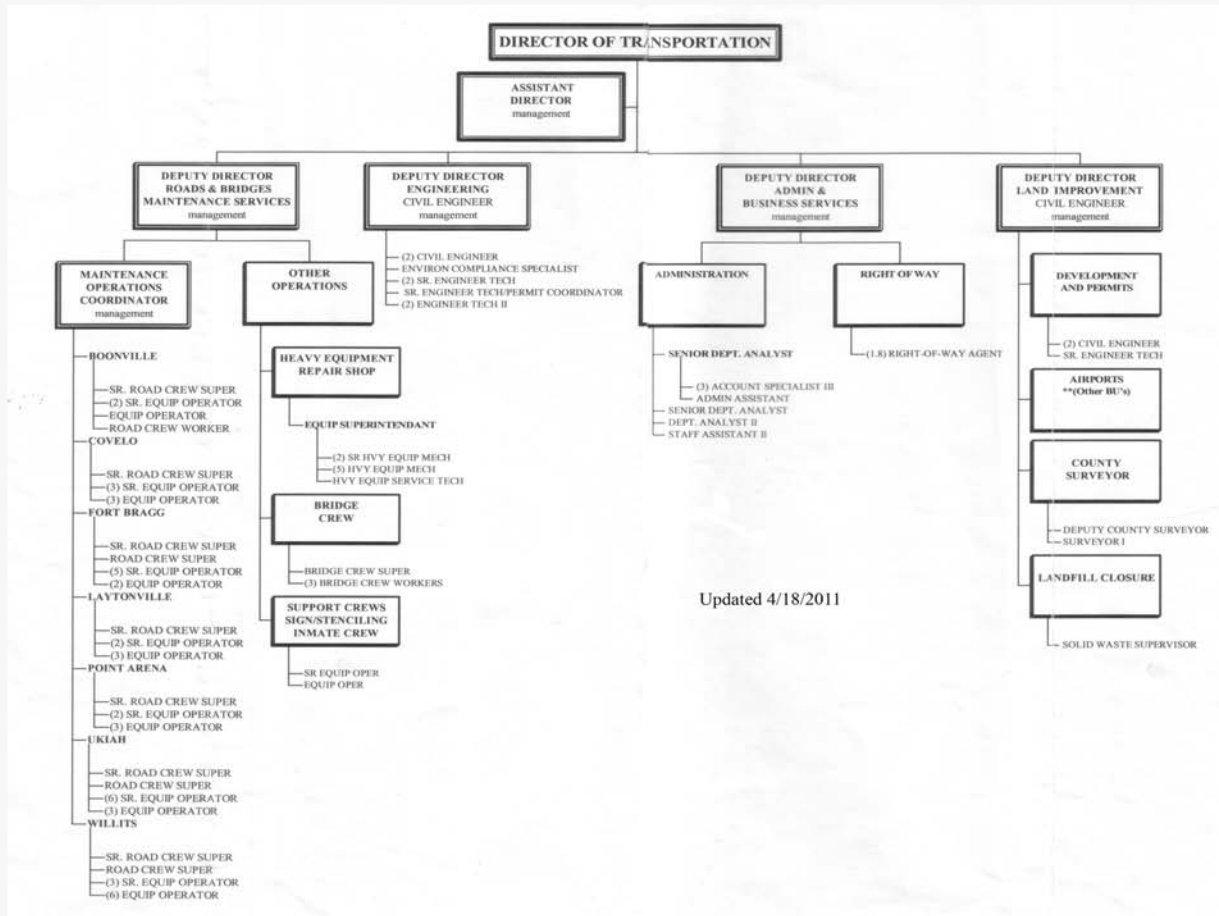 DIRECTOR OF TRANSPORTATION
ASSISTANT
DIRECTOR
management
DEPUTY DIRECTOR
ROADS & BRIDGES
MAINTENANCE SERVICES
management
DEPUTY DIRECTOR
ENGINEERING
CIVIL ENGINEER
management
DEPUTY DIRECTOR
ADMIN &
BUSINESS SERVICES
management
DEPUTY DIRECTOR
LAND IMPROVEMENT
CIVIL ENGINEER
management
MAINTENANCE
OPERATIONS
COORDINATOR
management
BOONVILLE
SR. ROAD CREW SUPER
(2) SR. EQUIP OPERATOR
EQUIP OPERATOR
ROAD CREW WORKER
COVELO
SR. ROAD CREW SUPER
(3) SR. EQUIP OPERATOR
(3) EQUIP OPERATOR
FORT BRAGG
SR. ROAD CREW SUPER
ROAD CREW SUPER
(5) SR. EQUIP OPERATOR
(2) EQUIP OPERATOR
LAYTONVILLE
SR. ROAD CREW SUPER
(2) SR. EQUIP OPERATOR
(3) EQUIP OPERATOR
POINT ARENA
SR. ROAD CREW SUPER
(2) SR. EQUIP OPERATOR
(3) EQUIP OPERATOR
UKIAH
SR. ROAD CREW SUPER
ROAD CREW SUPER
(6) SR. EQUIP OPERATOR
(3) EQUIP OPERATOR
WILLITS
SR. ROAD CREW SUPER
ROAD CREW SUPER
(3) SR. EQUIP OPERATOR
(6) EQUIP OPERATOR
OTHER
OPERATIONS
HEAVY EQUIPMENT
REPAIR SHOP
EQUIP SUPERINTENDANT
(2) SR HVY EQUIP MECH
(5) HVY EQUIP MECH
HVY EQUIP SERVICE TECH
BRIDGE
CREW
BRIDGE CREW SUPER
(3) BRIDGE CREW WORKERS
SUPPORT CREWS
SIGN/STENCILING
INMATE CREW
SR EQUIP OPER
EQUIP OPER
(2) CIVIL ENGINEER
ENVIRON COMPLIANCE SPECIALIST
(2) SR. ENGINEER TECH
SR. ENGINEER TECH/PERMIT COORDINATOR
(2) ENGINEER TECH II
ADMINISTRATION
SENIOR DEPT. ANALYST
(3) ACCOUNT SPECIALIST III
ADMIN ASSISTANT
SENIOR DEPT. ANALYST
DEPT. ANALYST II
STAFF ASSISTANT II
RIGHT OF WAY
(1.8) RIGHT-OF-WAY AGENT
DEVELOPMENT
AND PERMITS
(2) CIVIL ENGINEER
SR. ENGINEER TECH
AIRPORTS
**(Other BU's)
COUNTY
SURVEYOR
DEPUTY COUNTY SURVEYOR
SURVEYOR I
LANDFILL CLOSURE
SOLID WASTE SUPERVISOR
Updated 4/18/2011